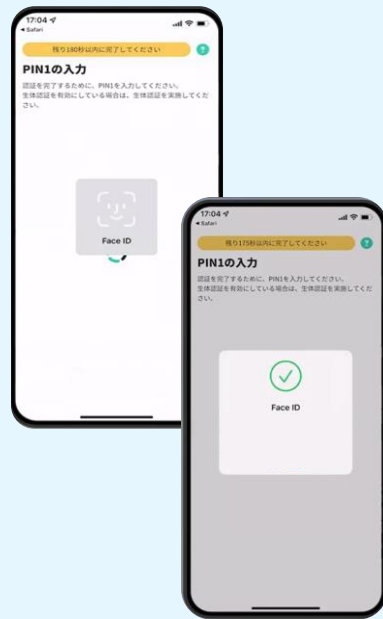 17:04
◀ Safari
残り180秒以内に完了してください
?
PIN1の入力
認証を完了するために、PIN1を入力してください。
生体認証を有効にしている場合は、生体認証を実施してくだ
さい。
Face ID
17:04
◀ Safari
残り175秒以内に完了してください
?
PIN1の入力
認証を完了するために、PIN1を入力してください。
生体認証を有効にしている場合は、生体認証を実施してくだ
さい。
Face ID